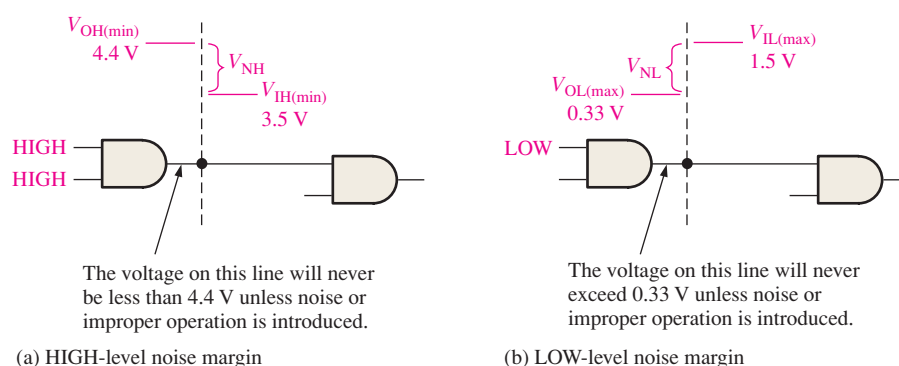 V_OH(min)
4.4 V
V_NH
V_IH(min)
3.5 V
HIGH
HIGH
The voltage on this line will never
be less than 4.4 V unless noise or
improper operation is introduced.
(a) HIGH-level noise margin
V_IL(max)
1.5 V
V_NL
V_OL(max)
0.33 V
LOW
The voltage on this line will never
exceed 0.33 V unless noise or
improper operation is introduced.
(b) LOW-level noise margin